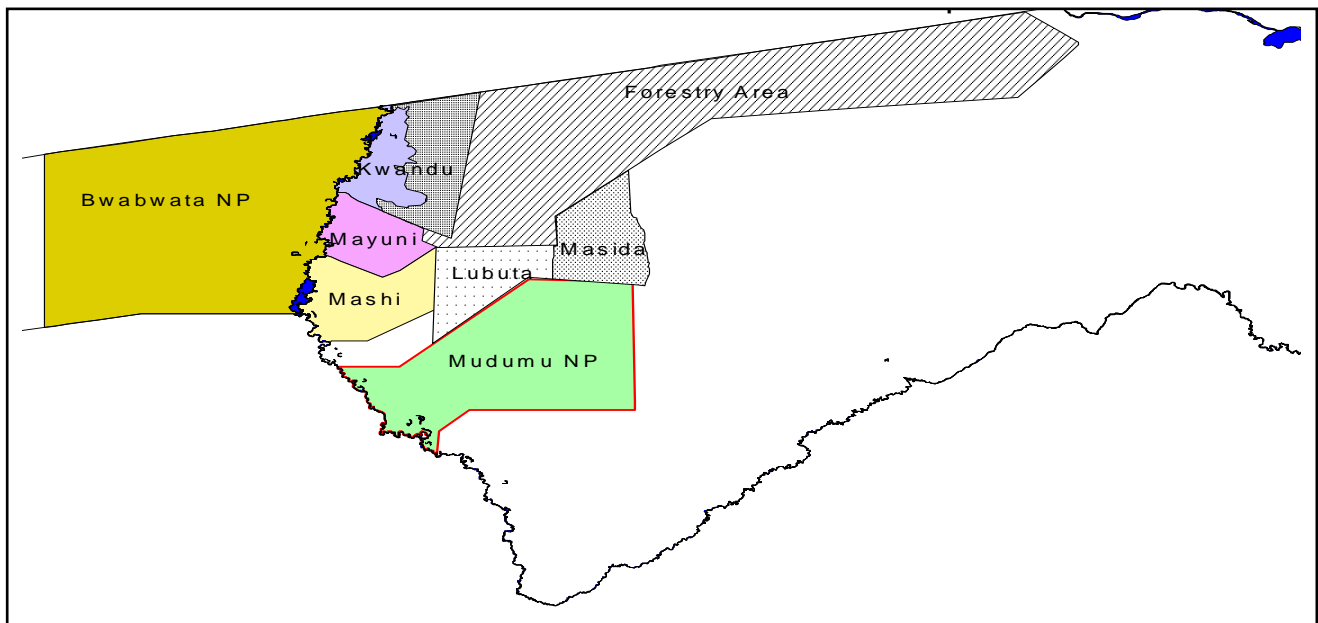 Forestry Area
Kwandu
Bwabwata NP
Mayuni
Masida
Lubuta
Mashi
Mudumu NP